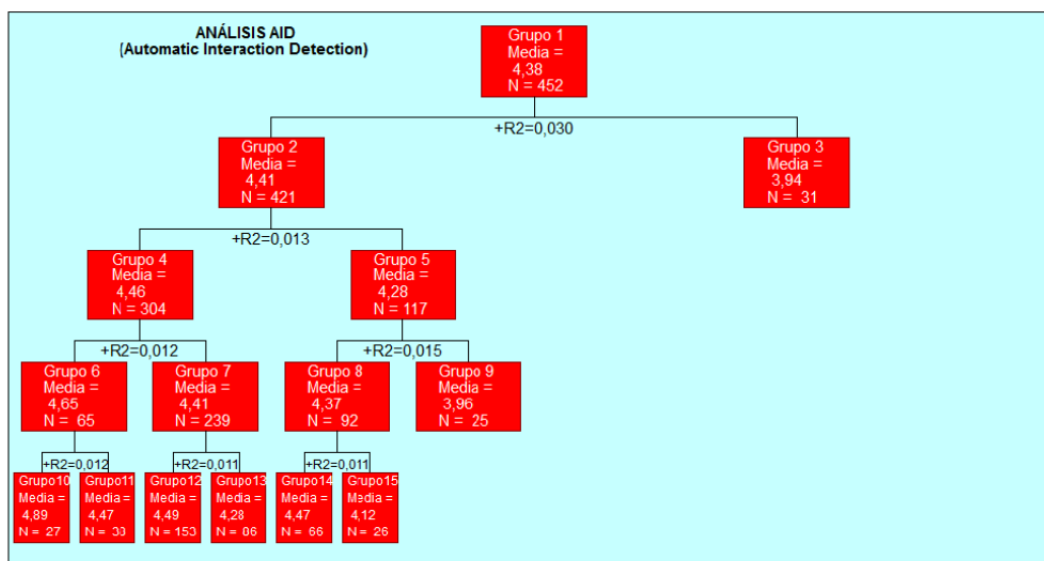 ANÁLISIS AID
(Automatic Interaction Detection)
Grupo 1
Media =
4,38
N = 452
+R2=0,030
Grupo 2
Media =
4,41
N = 421
Grupo 3
Media =
3,94
N = 31
+R2=0,013
Grupo 4
Media =
4,46
N = 304
Grupo 5
Media =
4,28
N = 117
+R2=0,012
+R2=0,015
Grupo 6
Media =
4,65
N = 65
Grupo 7
Media =
4,41
N = 239
Grupo 8
Media =
4,37
N = 92
Grupo 9
Media =
3,96
N = 25
+R2=0,012
+R2=0,011
+R2=0,011
Grupo10
Media =
4,89
N = 27
Grupo11
Media =
4,47
N = 38
Grupo12
Media =
4,49
N = 153
Grupo13
Media =
4,28
N = 86
Grupo14
Media =
4,47
N = 66
Grupo15
Media =
4,12
N = 26